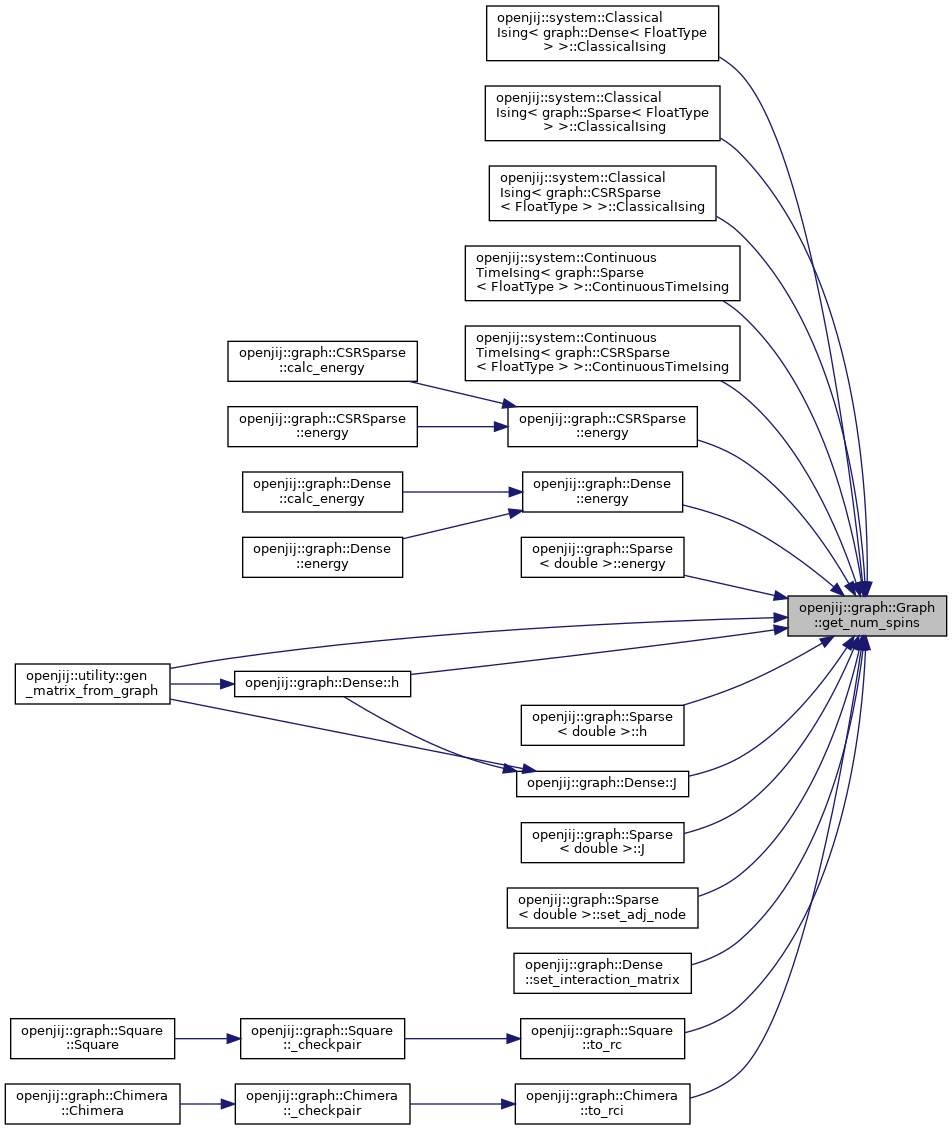 openjij::system::Classical
Ising< graph::Dense< FloatType
> >::ClassicalIsing
openjij::system::Classical
Ising< graph::Sparse< FloatType
> >::ClassicalIsing
openjij::system::Classical
Ising< graph::CSRSparse
< FloatType > >::ClassicalIsing
openjij::system::Continuous
TimeIsing< graph::Sparse
< FloatType > >::ContinuousTimeIsing
openjij::system::Continuous
TimeIsing< graph::CSRSparse
< FloatType > >::ContinuousTimeIsing
openjij::graph::CSRSparse
::calc_energy
openjij::graph::CSRSparse
::energy
openjij::graph::CSRSparse
::energy
openjij::graph::Dense
::calc_energy
openjij::graph::Dense
::energy
openjij::graph::Dense
::energy
openjij::graph::Sparse
< double >::energy
openjij::graph::Graph
::get_num_spins
openjij::utility::gen
_matrix_from_graph
openjij::graph::Dense::h
openjij::graph::Sparse
< double >::h
openjij::graph::Dense::J
openjij::graph::Sparse
< double >::J
openjij::graph::Sparse
< double >::set_adj_node
openjij::graph::Dense
::set_interaction_matrix
openjij::graph::Square
::Square
openjij::graph::Square
::_checkpair
openjij::graph::Square
::to_rc
openjij::graph::Chimera
::Chimera
openjij::graph::Chimera
::_checkpair
openjij::graph::Chimera
::to_rci